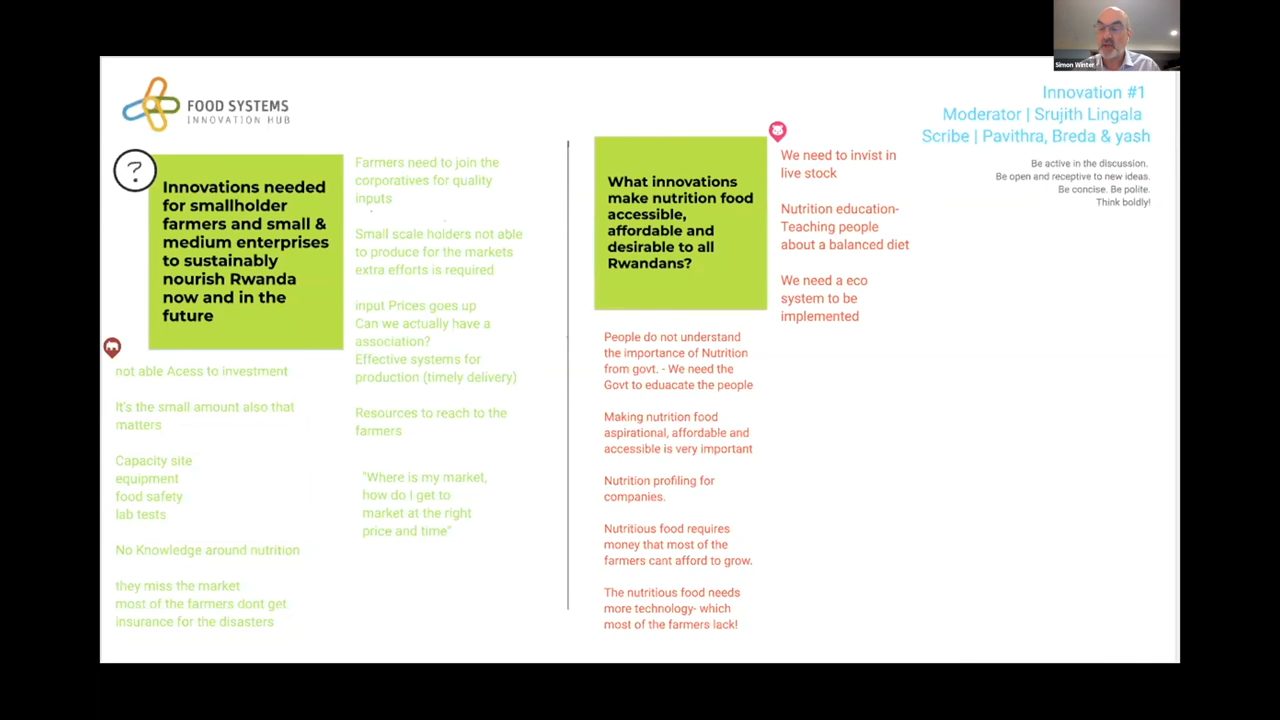 Simon Winter
FOOD SYSTEMS
INNOVATION HUB
Innovation #1
Moderator | Srujith Lingala
Scribe | Pavithra, Breda & yash
Be active in the discussion.
Be open and receptive to new ideas.
Be concise. Be polite.
Think boldly!
?
Innovations needed
for smallholder
farmers and small &
medium enterprises
to sustainably
nourish Rwanda
now and in the
future
not able Acess to investment
It's the small amount also that
matters
Capacity site
equipment
food safety
lab tests
No Knowledge around nutrition
they miss the market
most of the farmers dont get
insurance for the disasters
Farmers need to join the
corporatives for quality
inputs
Small scale holders not able
to produce for the markets
extra efforts is required
input Prices goes up
Can we actually have a
association?
Effective systems for
production (timely delivery)
Resources to reach to the
farmers
"Where is my market,
how do I get to
market at the right
price and time"
What innovations
make nutrition food
accessible,
affordable and
desirable to all
Rwandans?
People do not understand
the importance of Nutrition
from govt. - We need the
Govt to eduacate the people
Making nutrition food
aspirational, affordable and
accessible is very important
Nutrition profiling for
companies.
Nutritious food requires
money that most of the
farmers cant afford to grow.
The nutritious food needs
more technology- which
most of the farmers lack!
We need to invist in
live stock
Nutrition education-
Teaching people
about a balanced diet
We need a eco
system to be
implemented